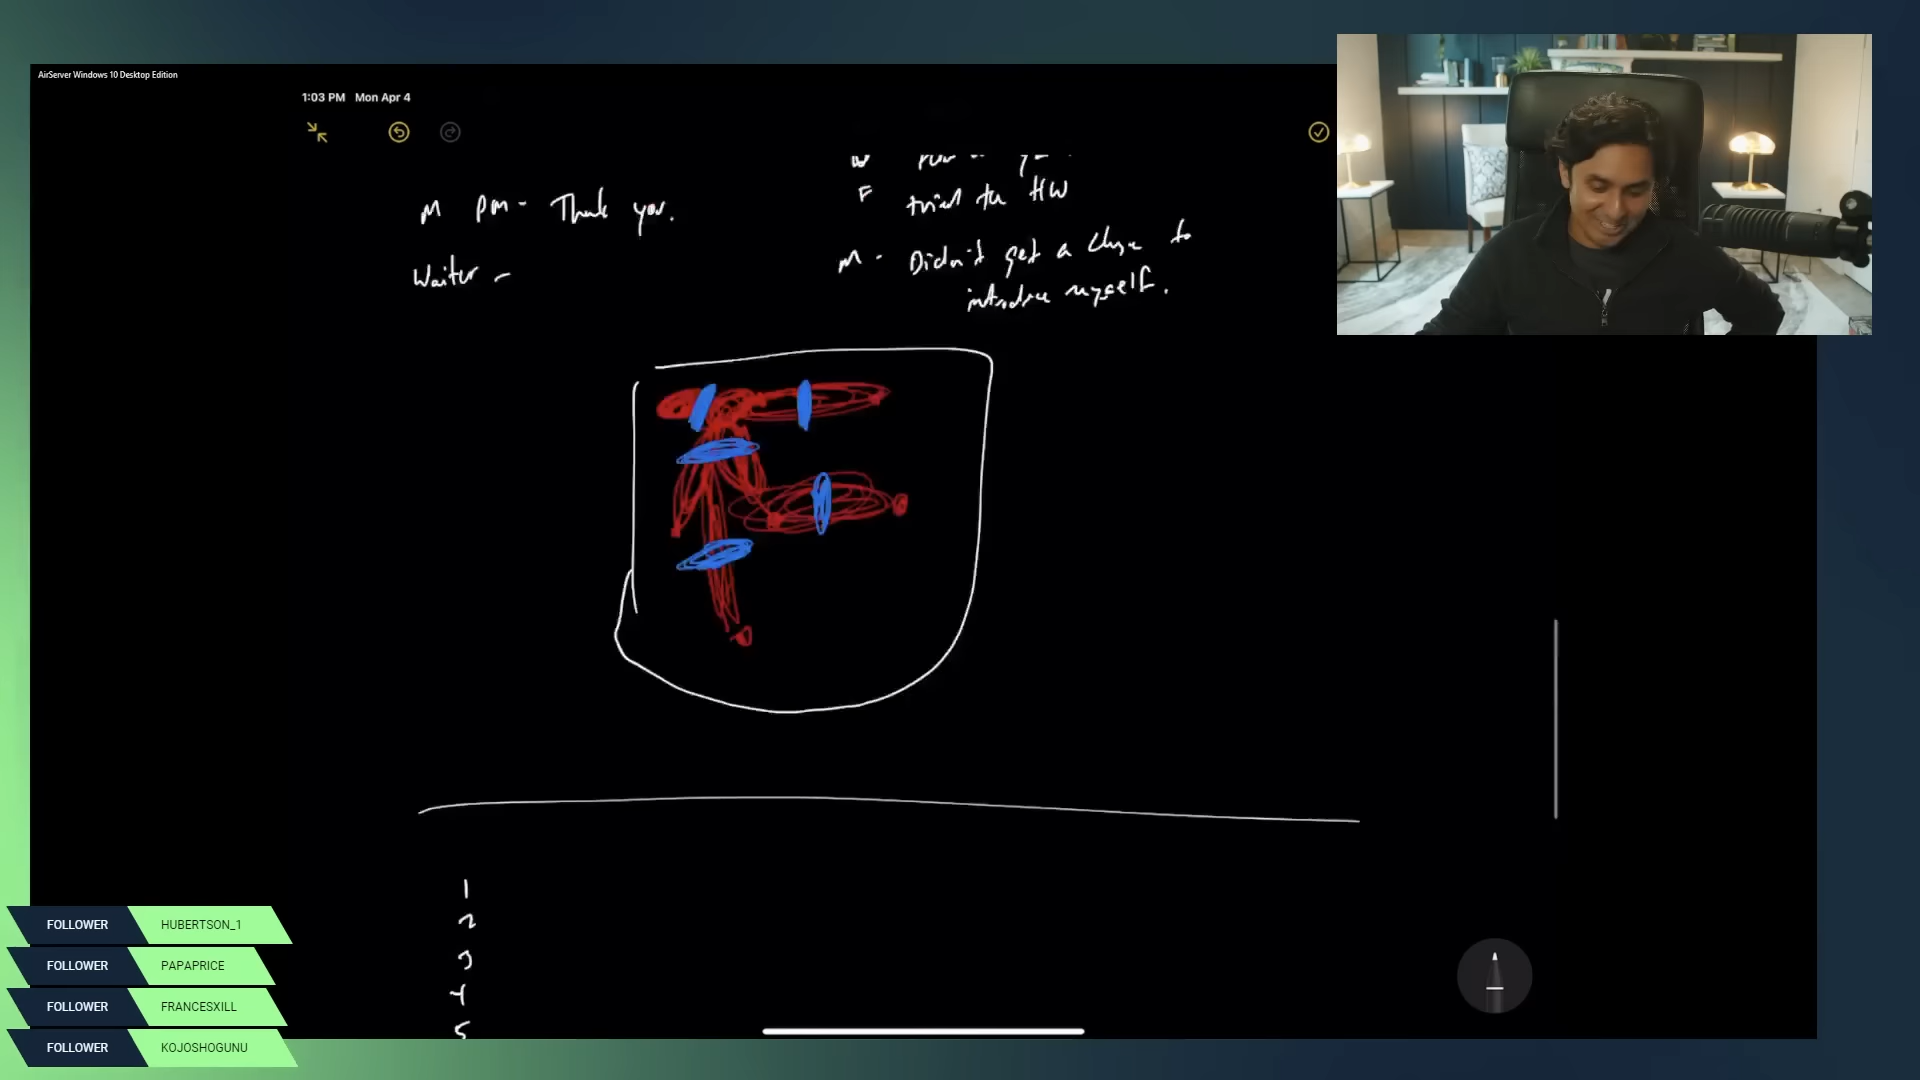 AirServer Windows 10 Desktop Edition
1:03 PM Mon Apr 4
M pm - Thank you.
Waiter -
F tried the HW
M - Didn't get a to
introduce myself.
1
2
3
4
5
FOLLOWER HUBERTSON_1
FOLLOWER PAPAPRICE
FOLLOWER FRANCESXILL
FOLLOWER KOJOSHOGUNU